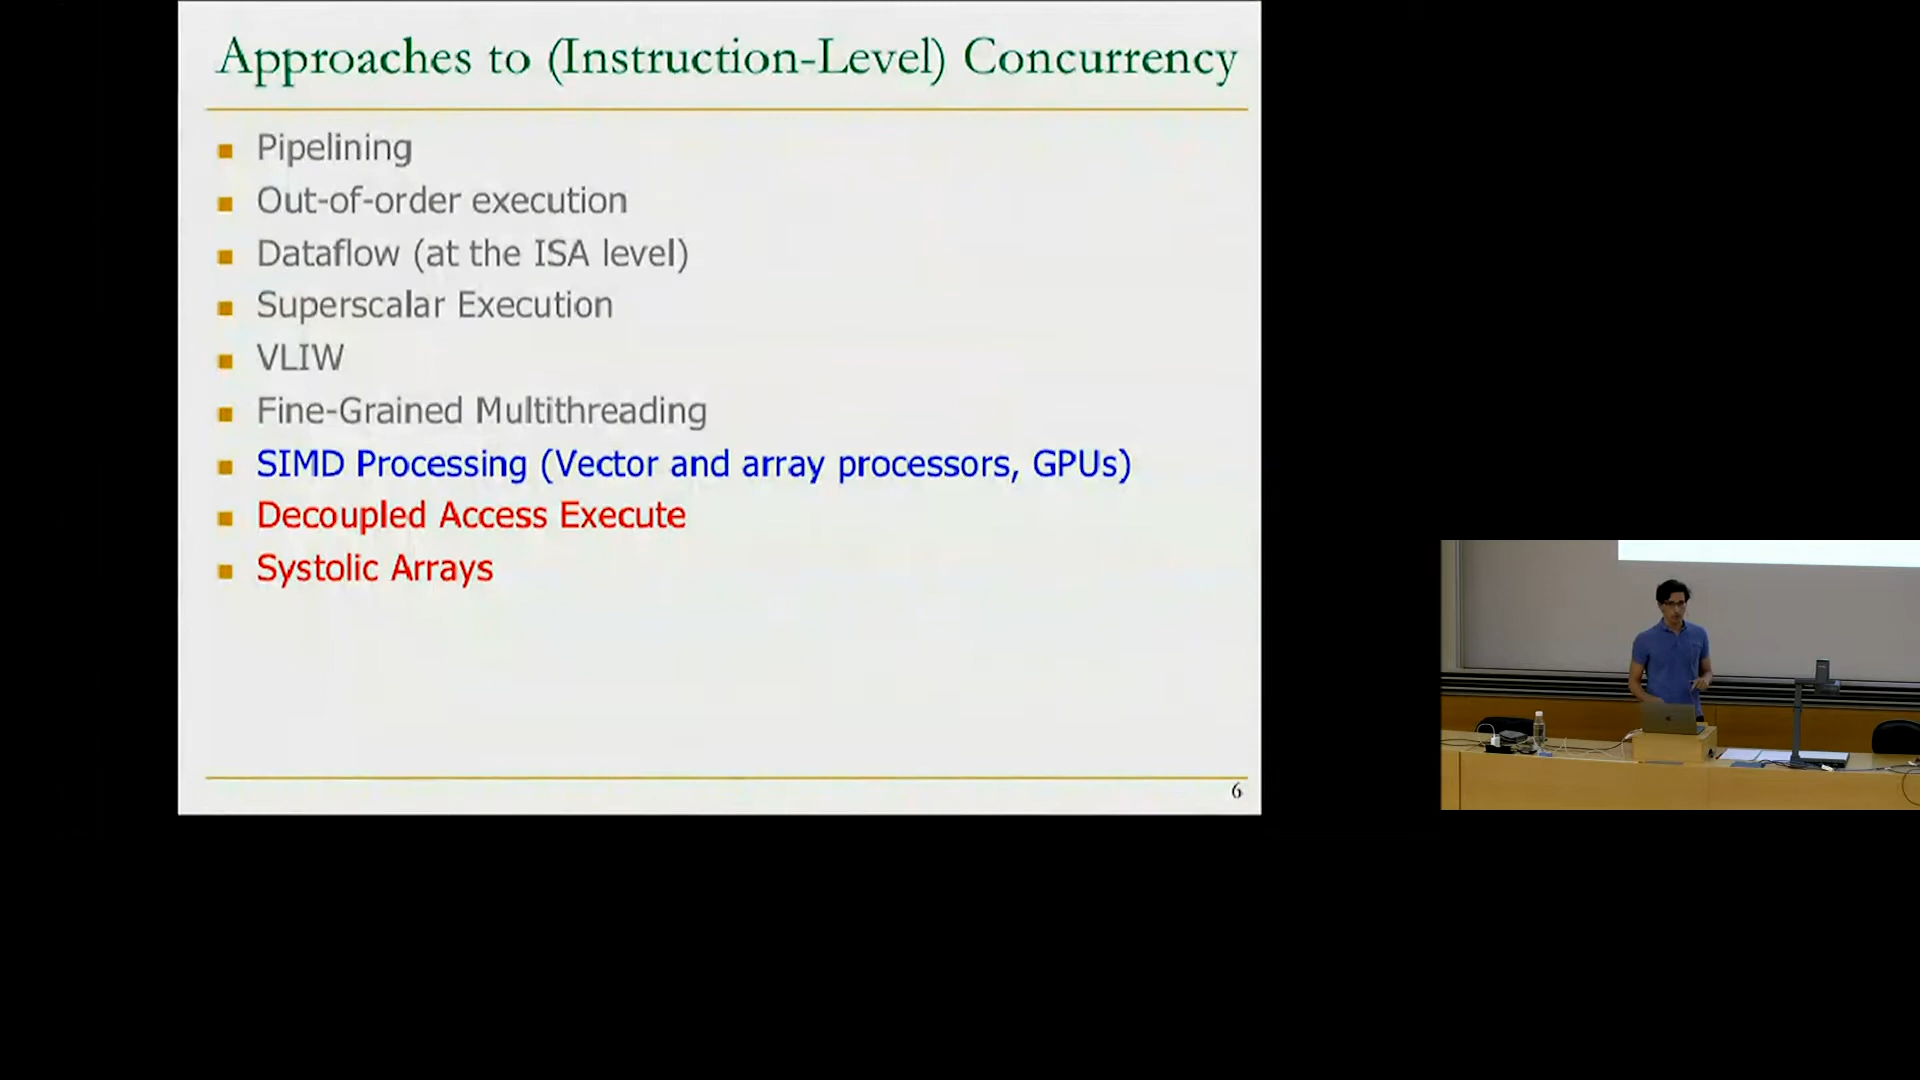 Approaches to (Instruction-Level) Concurrency
Pipelining
Out-of-order execution
Dataflow (at the ISA level)
Superscalar Execution
VLIW
Fine-Grained Multithreading
SIMD Processing (Vector and array processors, GPUs)
Decoupled Access Execute
Systolic Arrays
6